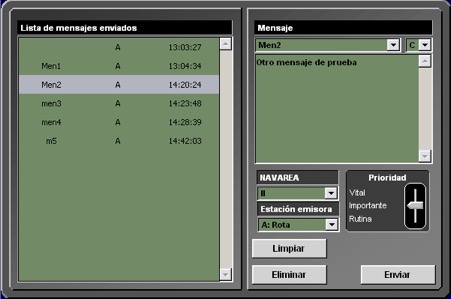 Lista de mensajes enviados
A 13:03:27
Men1 A 13:04:34
Men2 A 14:20:24
men3 A 14:23:48
men4 A 14:28:39
m5 A 14:42:03
Mensaje
Men2 C
Otro mensaje de prueba
NAVAREA
II
Estación emisora
A: Rota
Prioridad
Vital
Importante
Rutina
Limpiar
Eliminar Enviar